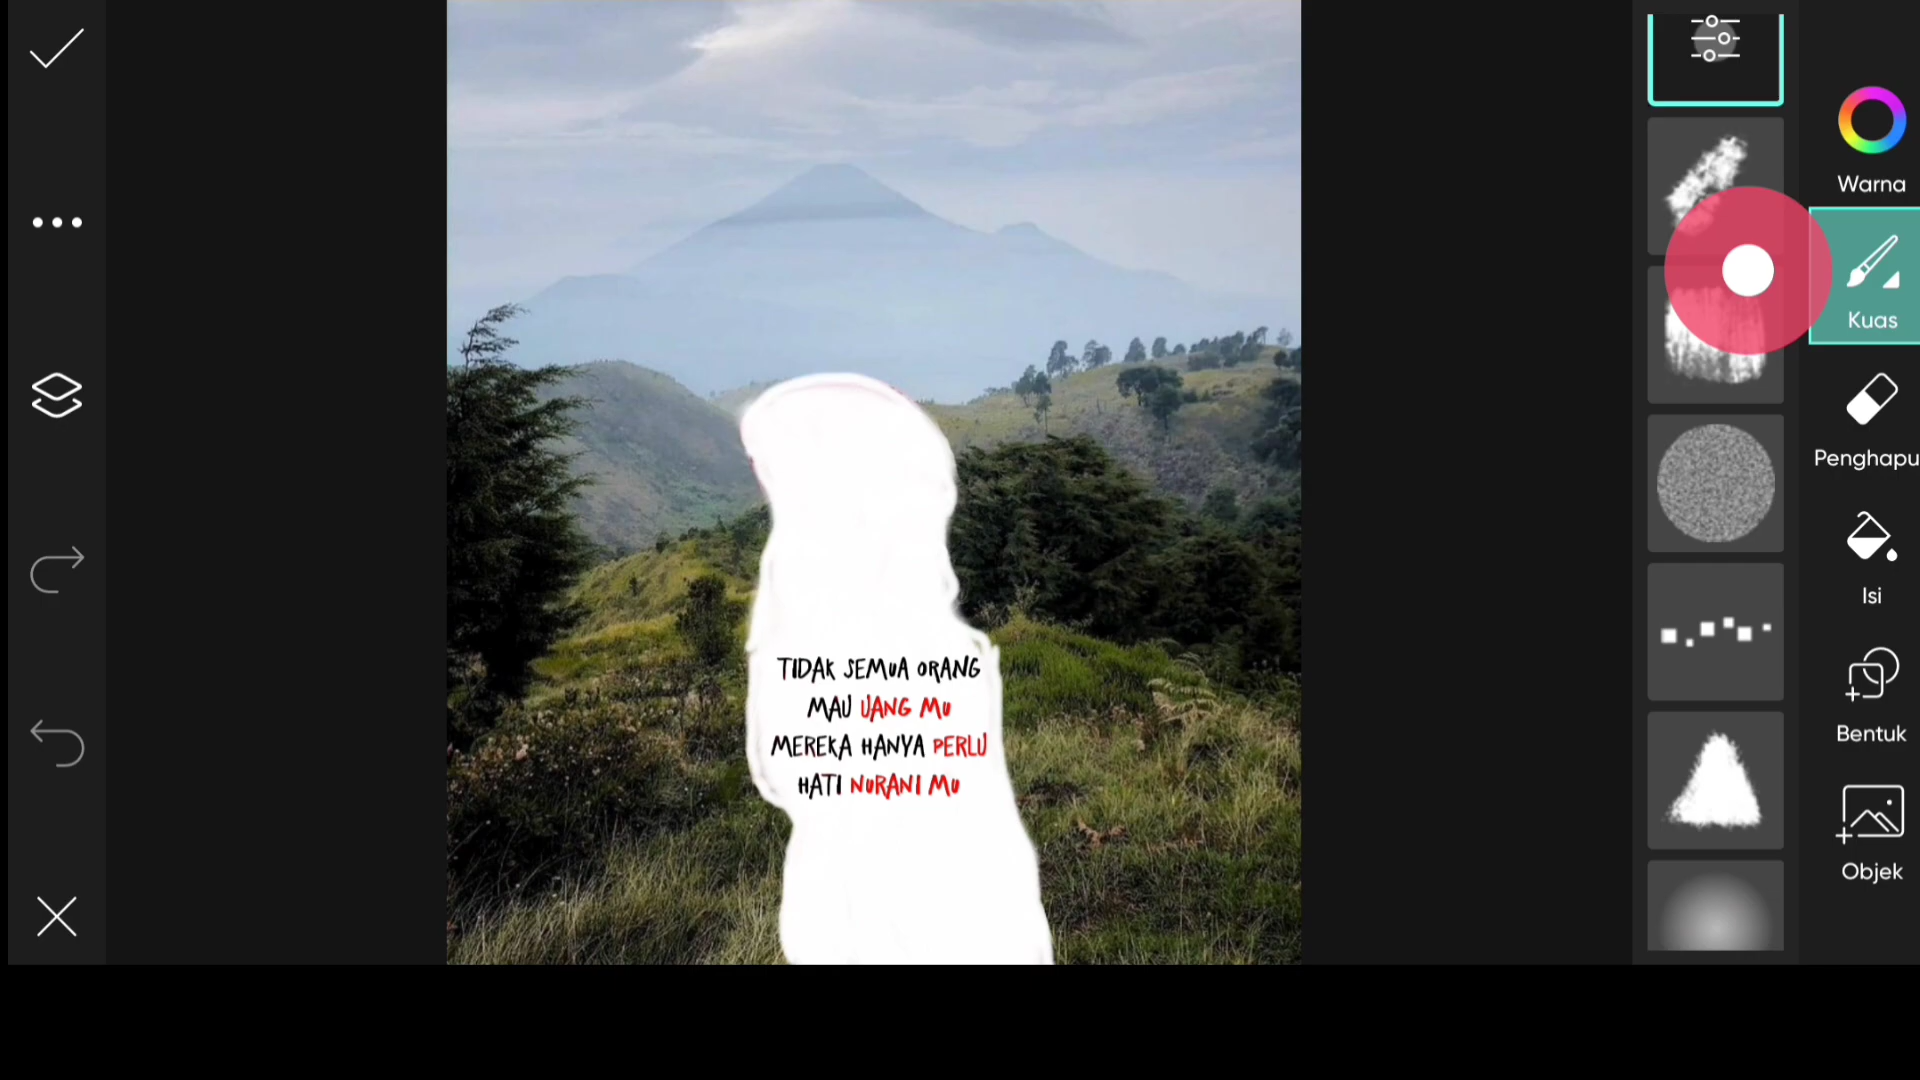 Warna
Kuas
Penghapu
Isi
Bentuk
Objek
TIDAK SEMUA ORANG
MAU UANG MU
MEREKA HANYA PERLU
HATI NURANI MU